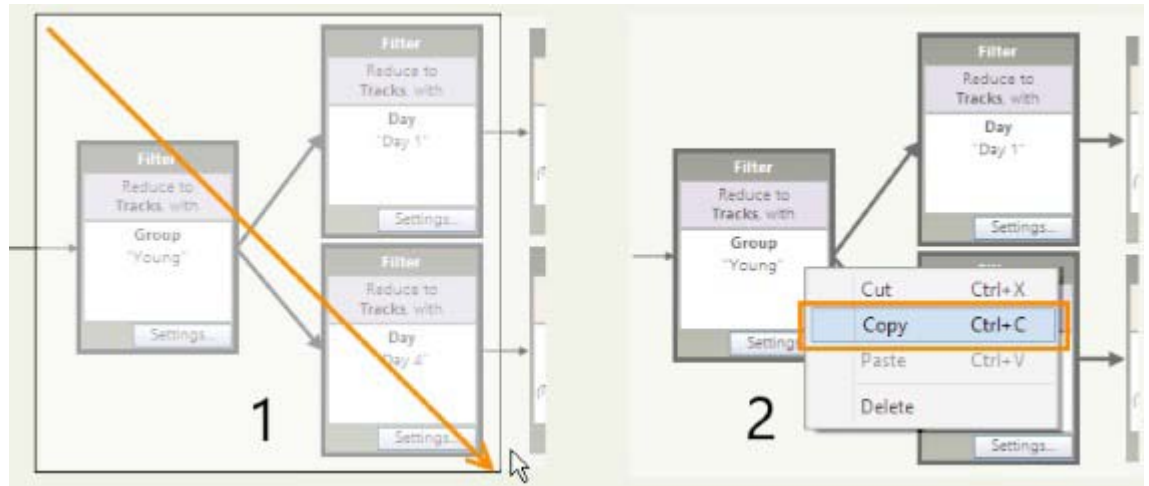 Filter
Reduce to
Tracks, with
Day
"Day 1"
Settings...
Filter
Reduce to
Tracks, with
Group
"Young"
Settings...
Filter
Reduce to
Tracks, with
Day
"Day 4"
Settings...
1
Filter
Reduce to
Tracks, with
Day
"Day 1"
Settings...
Filter
Reduce to
Tracks, with
Group
"Young"
Cut Ctrl+X
Copy Ctrl+C
Paste Ctrl+V
Delete
Settings...
2